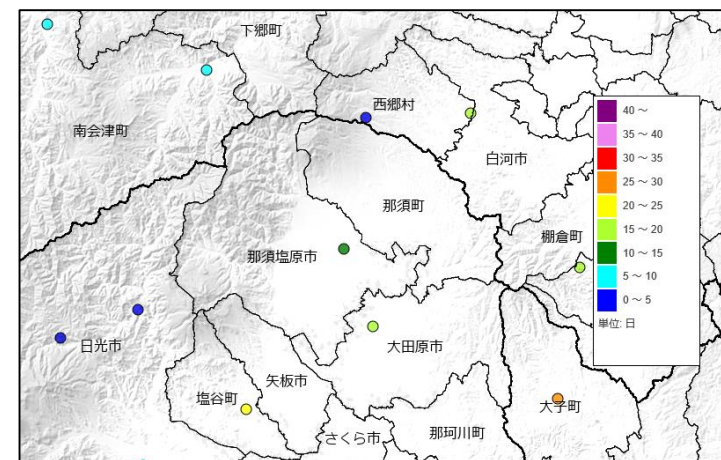 下郷町
西郷村
南会津町
白河市
那須町
棚倉町
那須塩原市
日光市
大田原市
矢板市
塩谷町
大子町
さくら市
那珂川町
40 ～
35 ～ 40
30 ～ 35
25 ～ 30
20 ～ 25
15 ～ 20
10 ～ 15
5 ～ 10
0 ～ 5
単位: 日